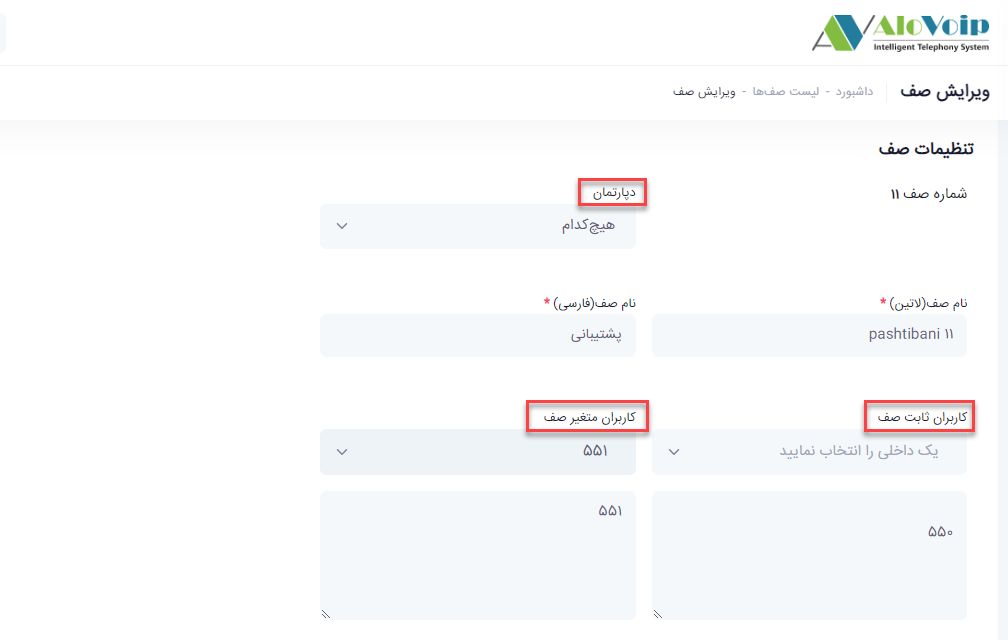 AloVoip
Intelligent Telephony System
ویرایش صف
داشبورد - لیست صف‌ها - ویرایش صف
تنظیمات صف
شماره صف ۱۱
دپارتمان
هیچ‌کدام
نام صف(لاتین) *
نام صف(فارسی) *
pashtibani ۱۱
پشتیبانی
کاربران ثابت صف
کاربران متغیر صف
یک داخلی را انتخاب نمایید
۵۵۱
۵۵۰
۵۵۱